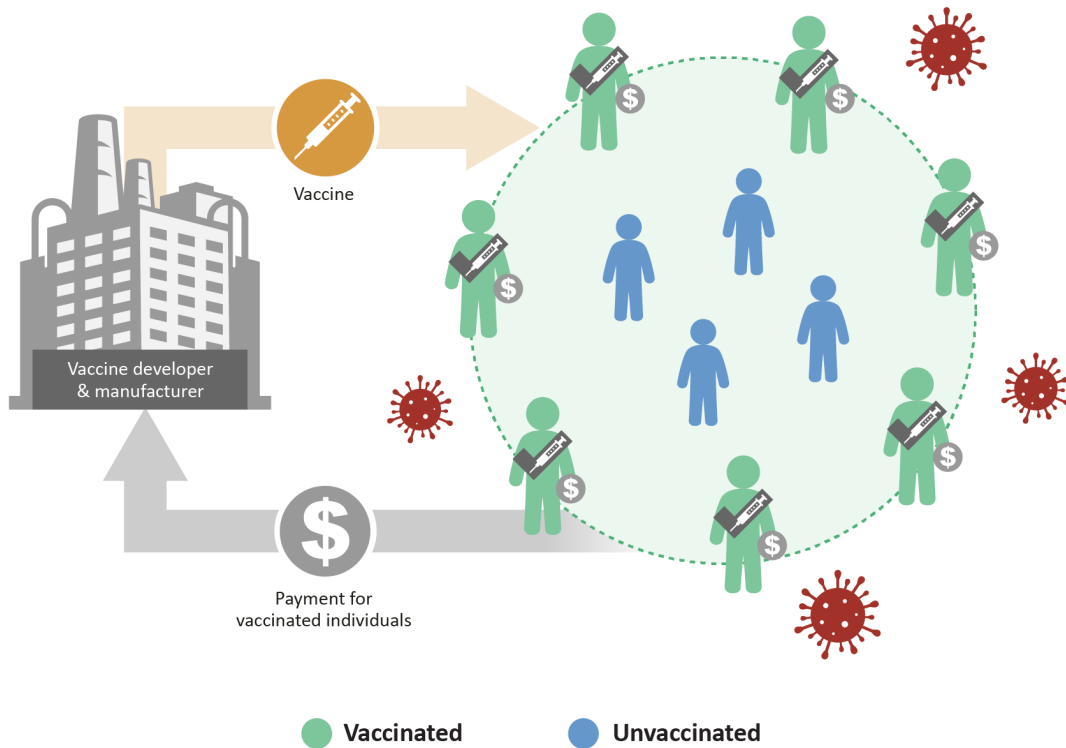 Vaccine
Vaccine developer
& manufacturer
$
$
$
$
$
$
$
$
Payment for
vaccinated individuals
Vaccinated
Unvaccinated